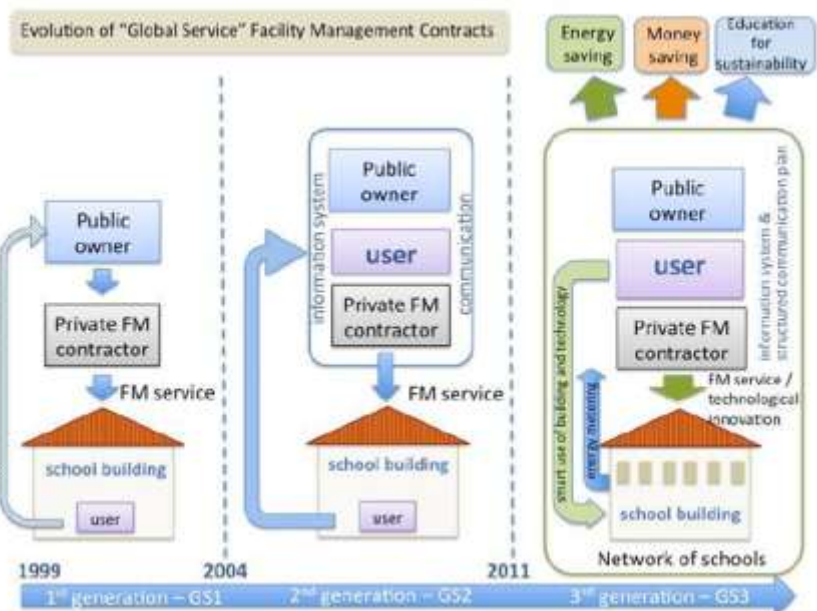 Evolution of "Global Service" Facility Management Contracts
Energy
saving
Money
saving
Education
for
sustainability
Public
owner
Private FM
contractor
FM service
school building
user
information system
communication
Public
owner
user
Private FM
contractor
FM service
school building
user
Public
owner
user
Private FM
contractor
information system &
structured communication plan
smart use of building and technology
energy metering
FM service /
technological
innovation
school building
Network of schools
1999
2004
2011
1st generation – GS1
2nd generation – GS2
3rd generation – GS3